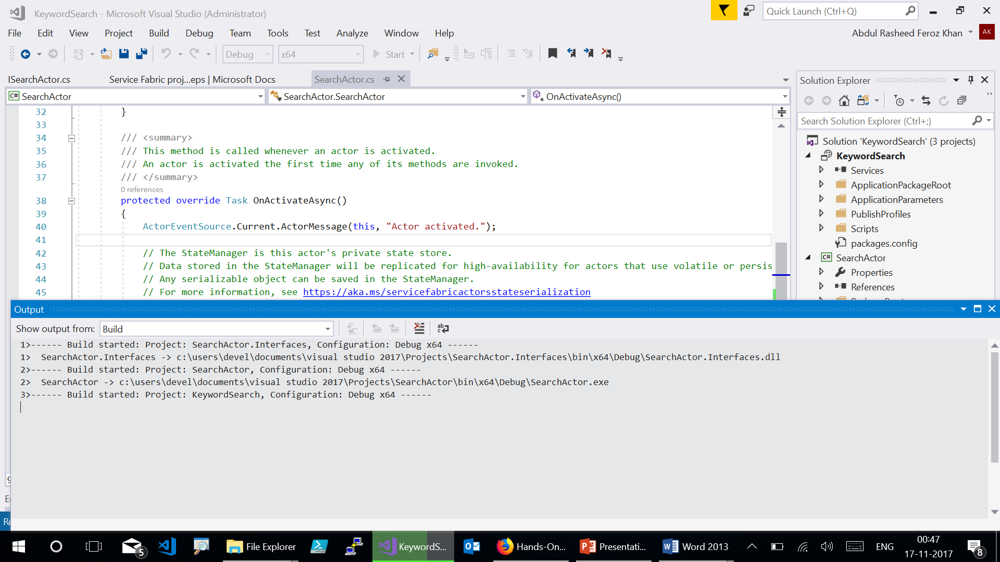 KeywordSearch - Microsoft Visual Studio (Administrator)
Quick Launch (Ctrl+Q)
File Edit View Project Build Debug Team Tools Test Analyze Window Help
Abdul Rasheed Feroz Khan
AK
Debug
x64
Start
ISearchActor.cs
Service Fabric proj...eps | Microsoft Docs
SearchActor.cs
C# SearchActor
SearchActor.SearchActor
OnActivateAsync()
32 }
33
34 /// <summary>
35 /// This method is called whenever an actor is activated.
36 /// An actor is activated the first time any of its methods are invoked.
37 /// </summary>
0 references
38 protected override Task OnActivateAsync()
39 {
40 ActorEventSource.Current.ActorMessage(this, "Actor activated.");
41
42 // The StateManager is this actor's private state store.
43 // Data stored in the StateManager will be replicated for high-availability for actors that use volatile or persis
44 // Any serializable object can be saved in the StateManager.
45 // For more information, see https://aka.ms/servicefabricactorsstateserialization
Solution Explorer
Search Solution Explorer (Ctrl+;)
Solution 'KeywordSearch' (3 projects)
KeywordSearch
Services
ApplicationPackageRoot
ApplicationParameters
PublishProfiles
Scripts
packages.config
C# SearchActor
Properties
References
Output
Show output from: Build
1>------ Build started: Project: SearchActor.Interfaces, Configuration: Debug x64 ------
1>  SearchActor.Interfaces -> c:\users\devel\documents\visual studio 2017\Projects\SearchActor.Interfaces\bin\x64\Debug\SearchActor.Interfaces.dll
2>------ Build started: Project: SearchActor, Configuration: Debug x64 ------
2>  SearchActor -> c:\users\devel\documents\visual studio 2017\Projects\SearchActor\bin\x64\Debug\SearchActor.exe
3>------ Build started: Project: KeywordSearch, Configuration: Debug x64 ------
5
File Explorer
KeywordS...
Hands-On...
Presentati...
Word 2013
ENG
00:47
17-11-2017
8